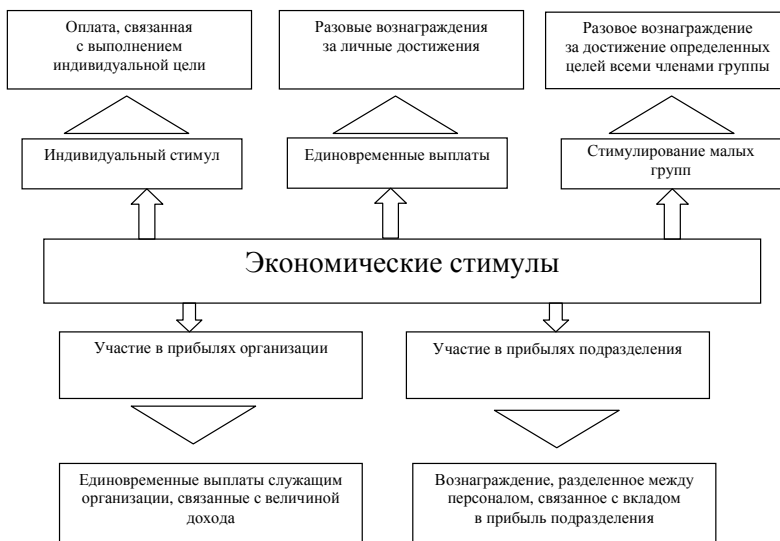 Оплата, связанная
с выполнением
индивидуальной цели
Разовые вознаграждения
за личные достижения
Разовое вознаграждение
за достижение определенных
целей всеми членами группы
Индивидуальный стимул
Единовременные выплаты
Стимулирование малых
групп
Экономические стимулы
Участие в прибылях организации
Участие в прибылях подразделения
Единовременные выплаты служащим
организации, связанные с величиной
дохода
Вознаграждение, разделенное между
персоналом, связанное с вкладом
в прибыль подразделения